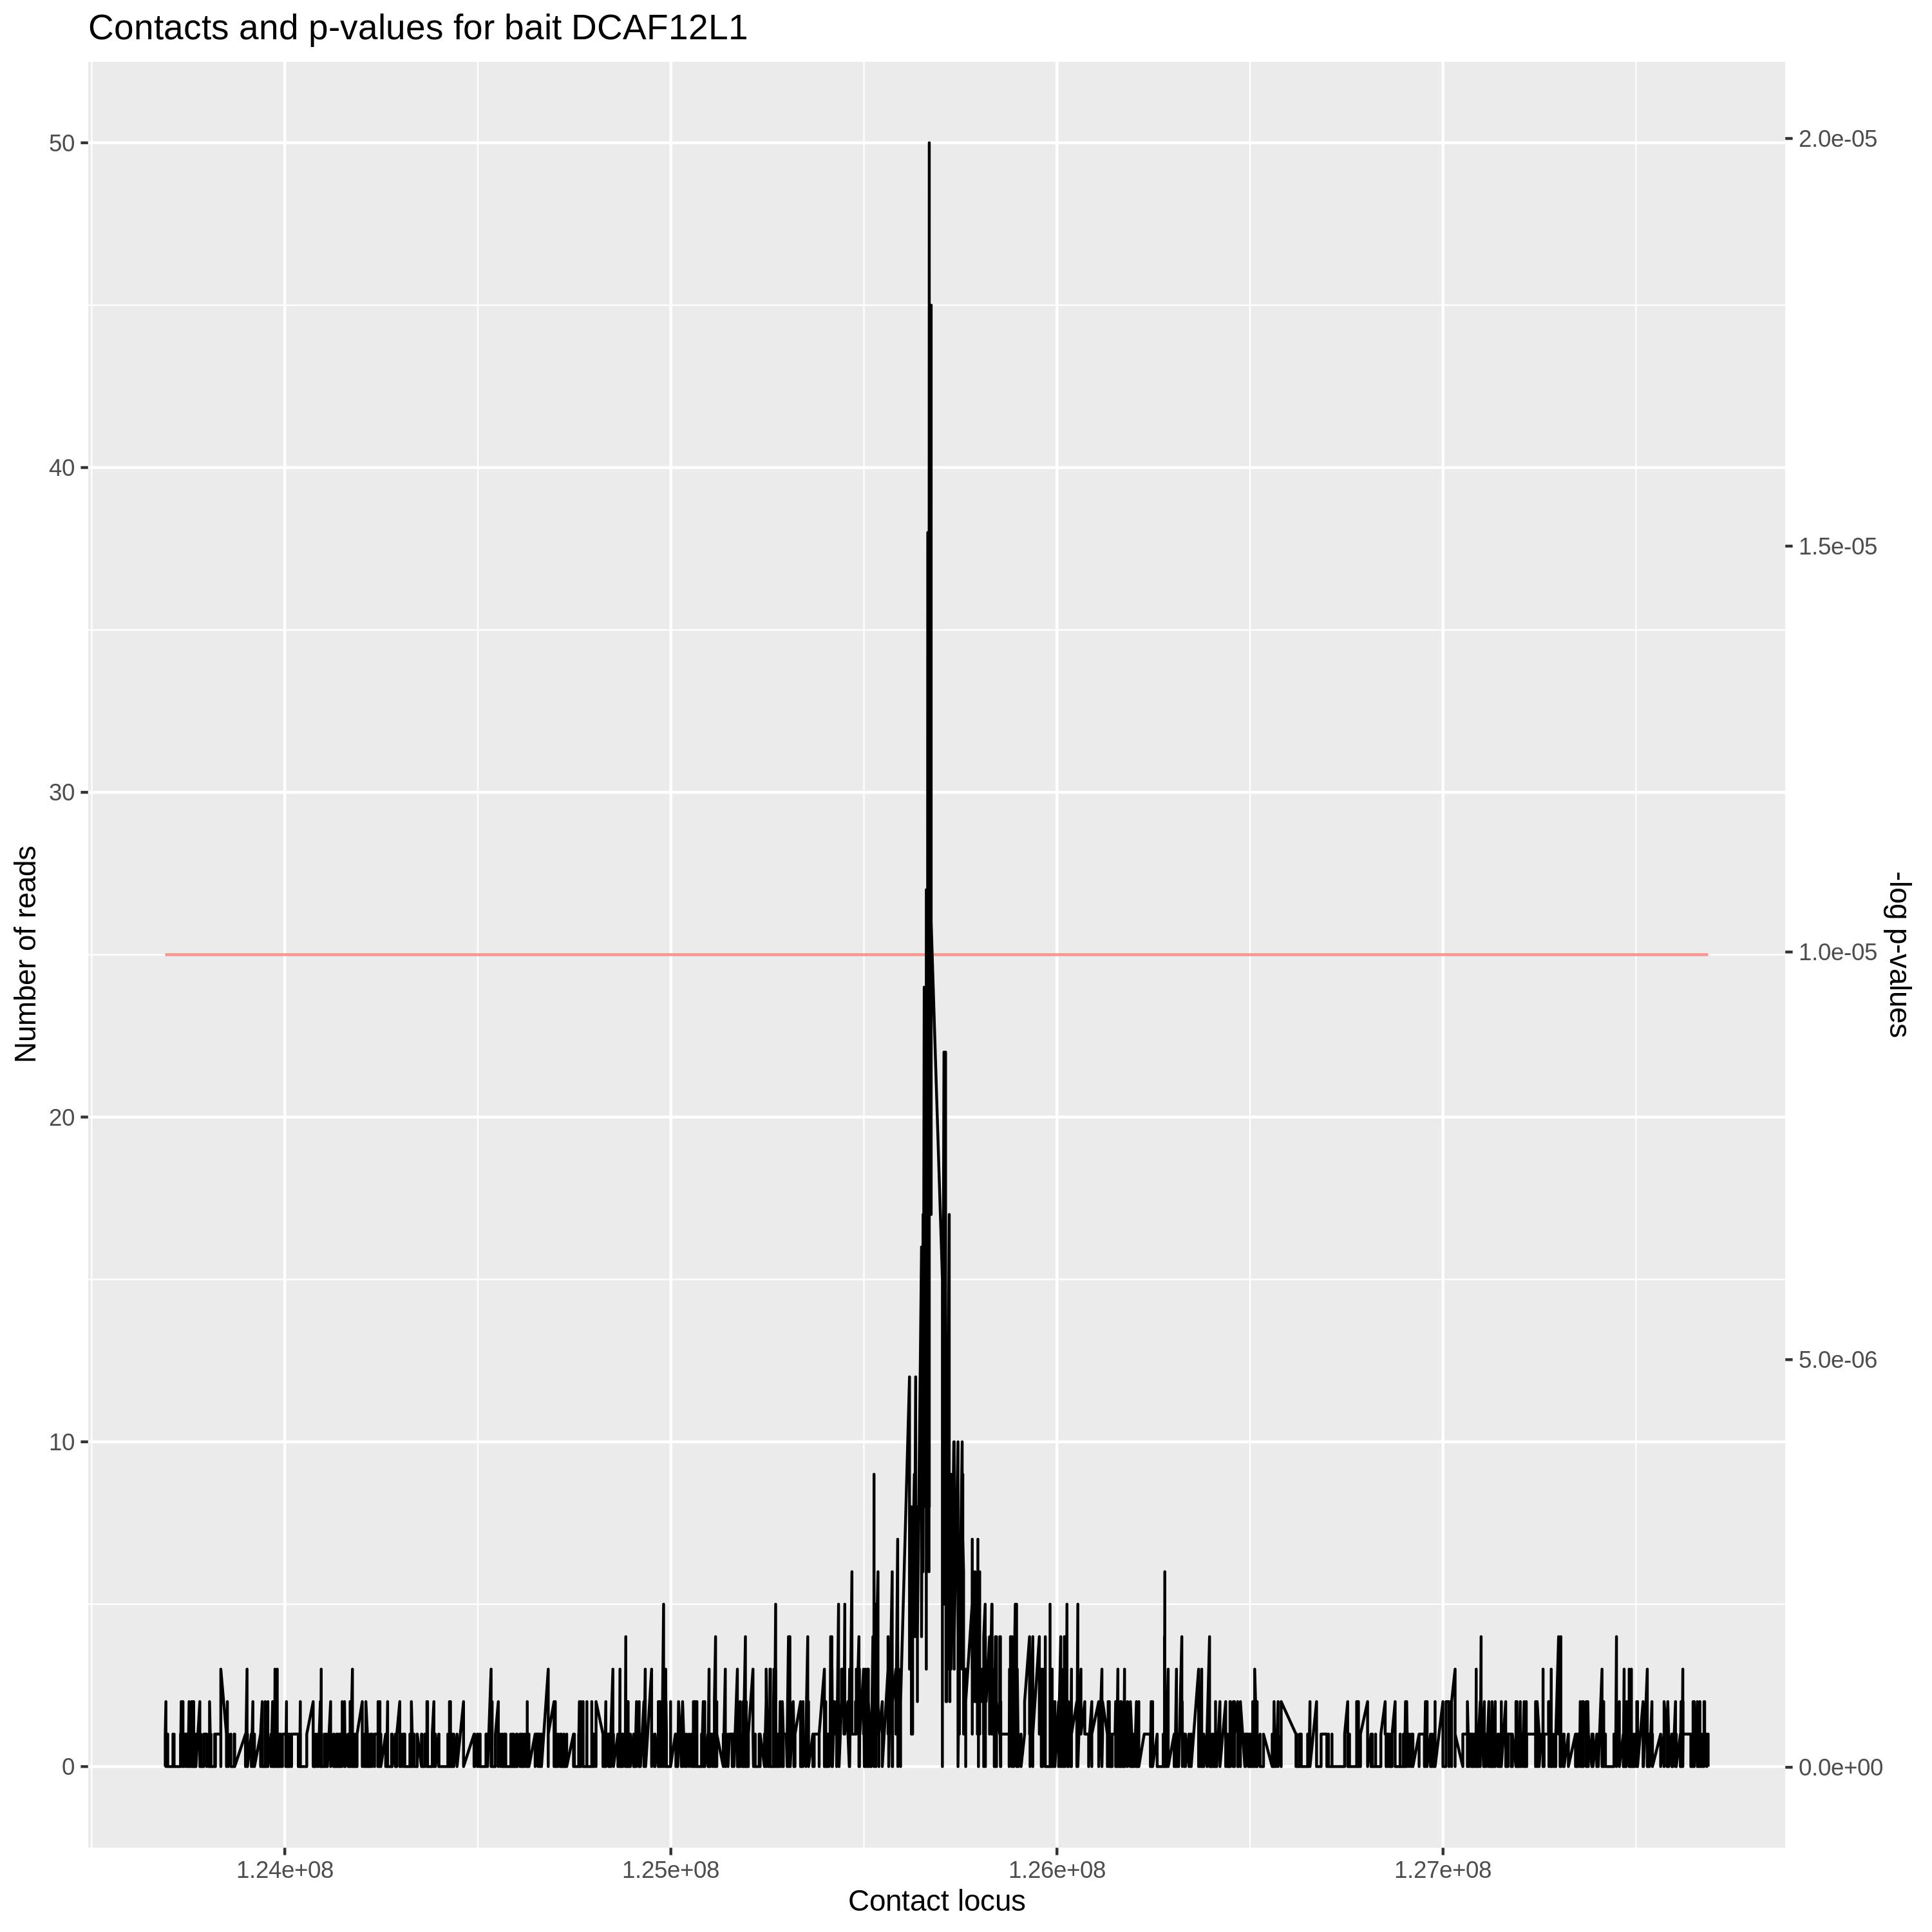 Contacts and p-values for bait DCAF12L1
50
40
30
20
10
0
Number of reads
2.0e-05
1.5e-05
1.0e-05
5.0e-06
0.0e+00
-log p-values
1.24e+08
1.25e+08
1.26e+08
1.27e+08
Contact locus